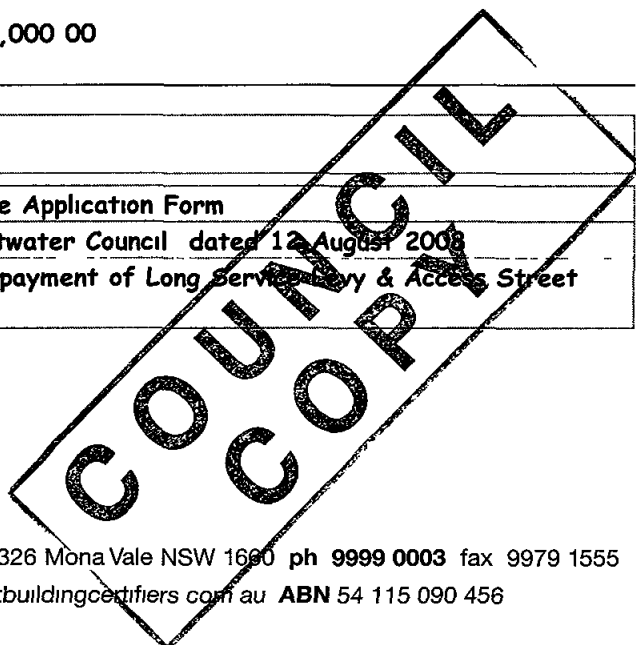 ,000 00
e Application Form
twater Council dated 12 August 2008
payment of Long Service Levy & Access Street
COUNCIL
COPY
326 Mona Vale NSW 1660 ph 9999 0003 fax 9979 1555
tbuildingcertifiers com au ABN 54 115 090 456